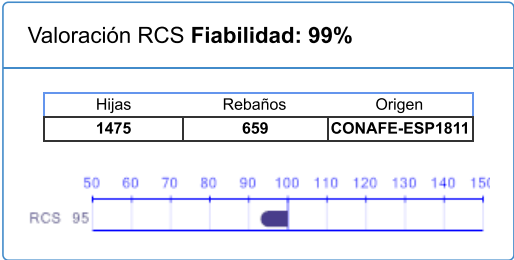 Valoración RCS Fiabilidad: 99%
Hijas Rebaños Origen
1475 659 CONAFE-ESP1811
50 60 70 80 90 100 110 120 130 140 150
RCS 95